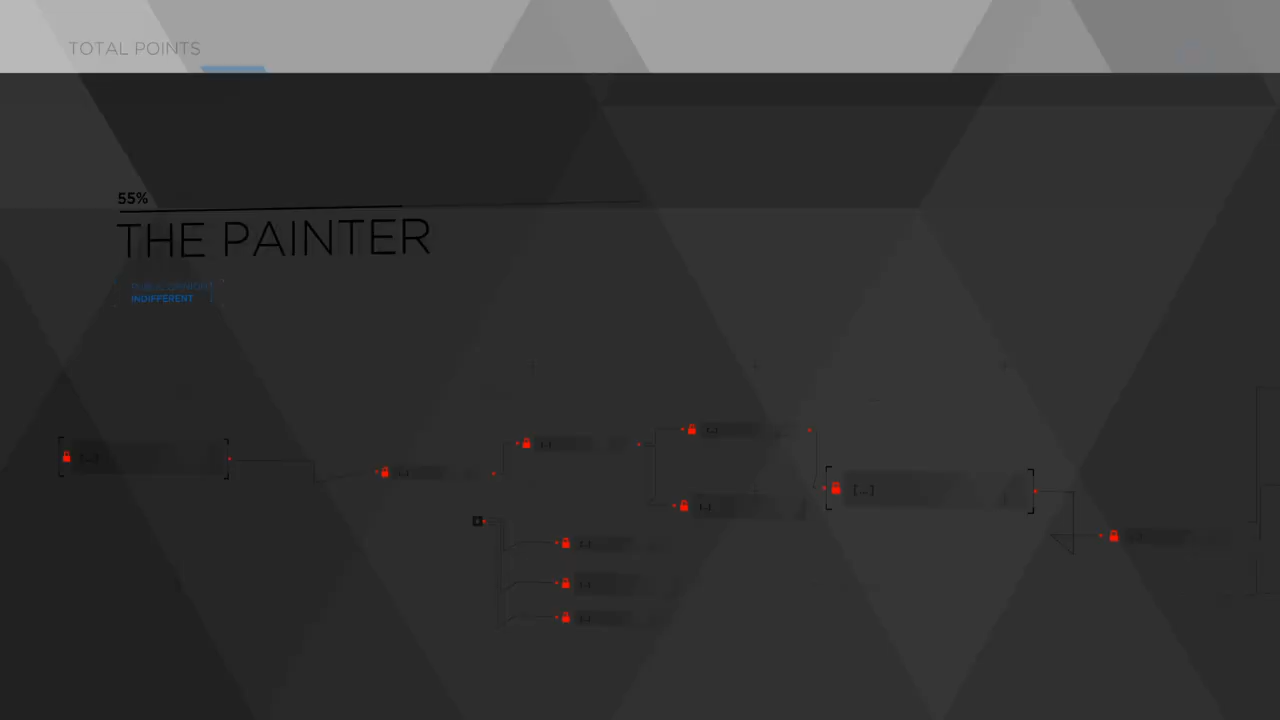 TOTAL POINTS
55%
THE PAINTER
PUBLIC OPINION
INDIFFERENT
[...]
[...]
[...]
[...]
[...]
[...]
[...]
[...]
[...]